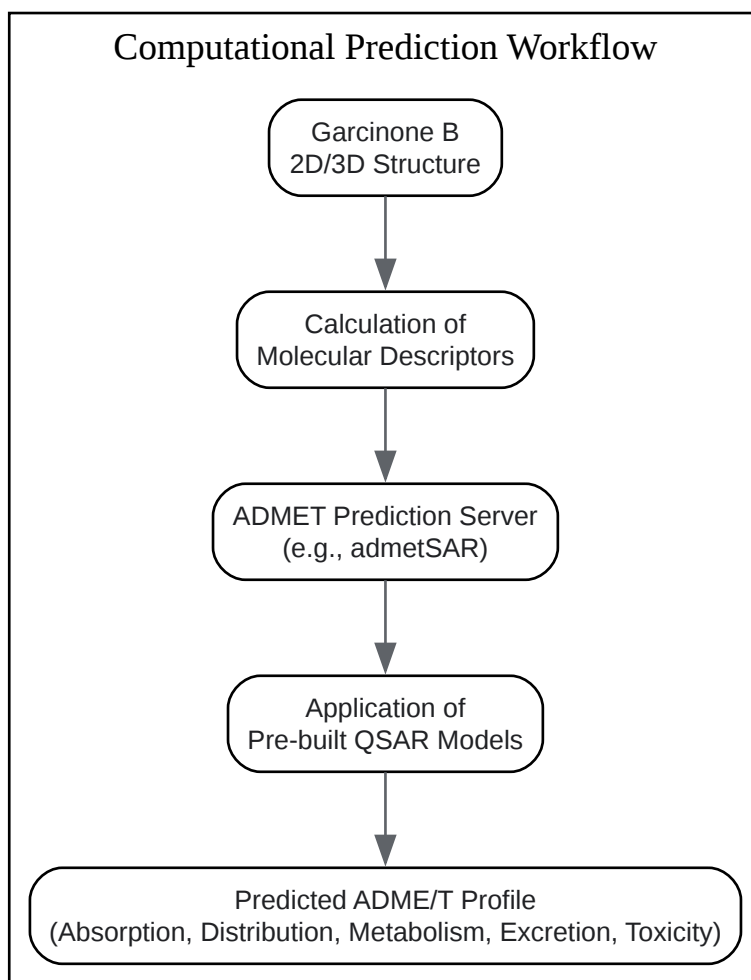 Computational Prediction Workflow
Garcinone B
2D/3D Structure
Calculation of
Molecular Descriptors
ADMET Prediction Server
(e.g., admetSAR)
Application of
Pre-built QSAR Models
Predicted ADME/T Profile
(Absorption, Distribution, Metabolism, Excretion, Toxicity)